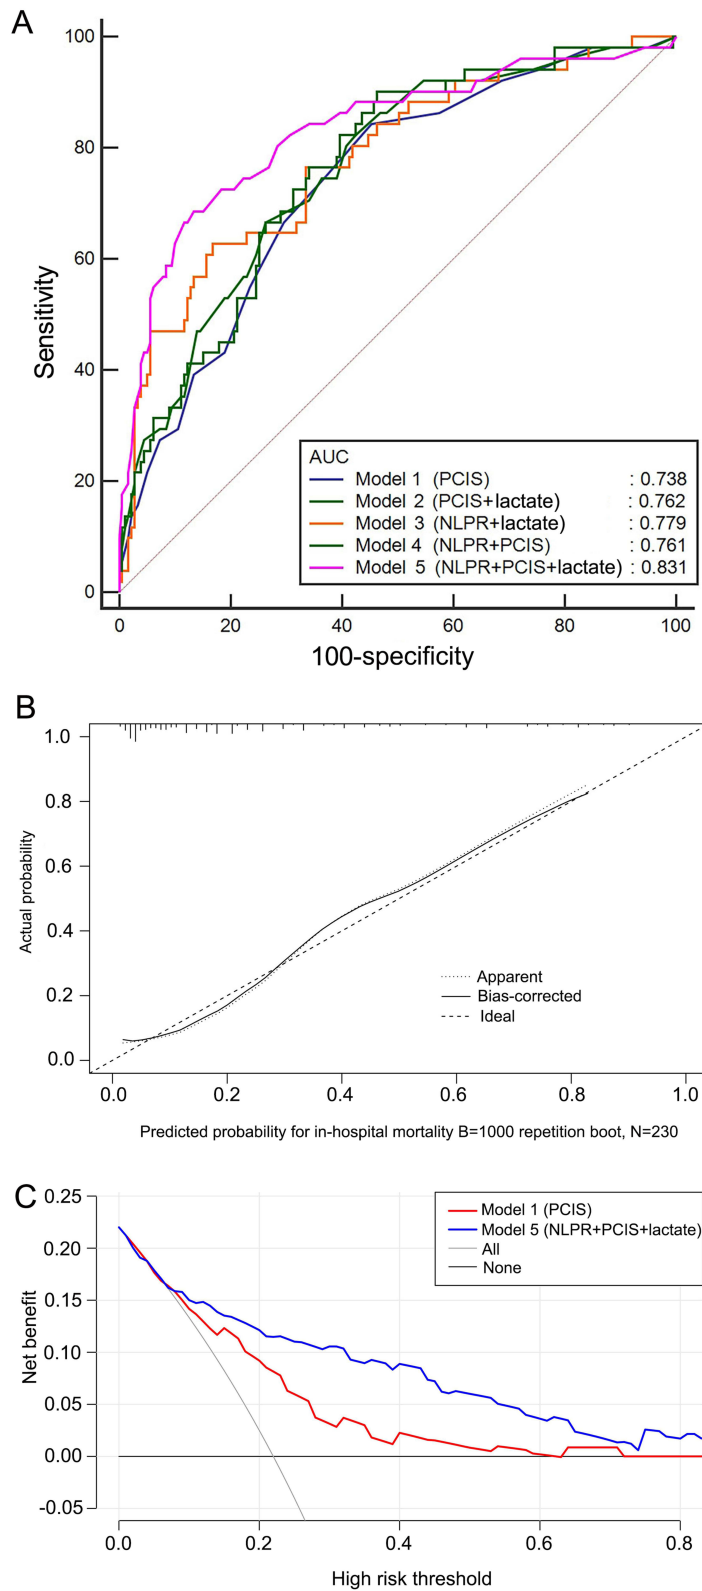 A
100
80
60
40
20
0
Sensitivity
AUC
Model 1 (PCIS) : 0.738
Model 2 (PCIS+lactate) : 0.762
Model 3 (NLPR+lactate) : 0.779
Model 4 (NLPR+PCIS) : 0.761
Model 5 (NLPR+PCIS+lactate) : 0.831
0 20 40 60 80 100
100-specificity
B
1.0
0.8
0.6
0.4
0.2
0.0
Actual probability
Apparent
Bias-corrected
Ideal
0.0 0.2 0.4 0.6 0.8 1.0
Predicted probability for in-hospital mortality B=1000 repetition boot, N=230
C
0.25
0.20
0.15
0.10
0.05
0.00
-0.05
Net benefit
Model 1 (PCIS)
Model 5 (NLPR+PCIS+lactate)
All
None
0.0 0.2 0.4 0.6 0.8
High risk threshold